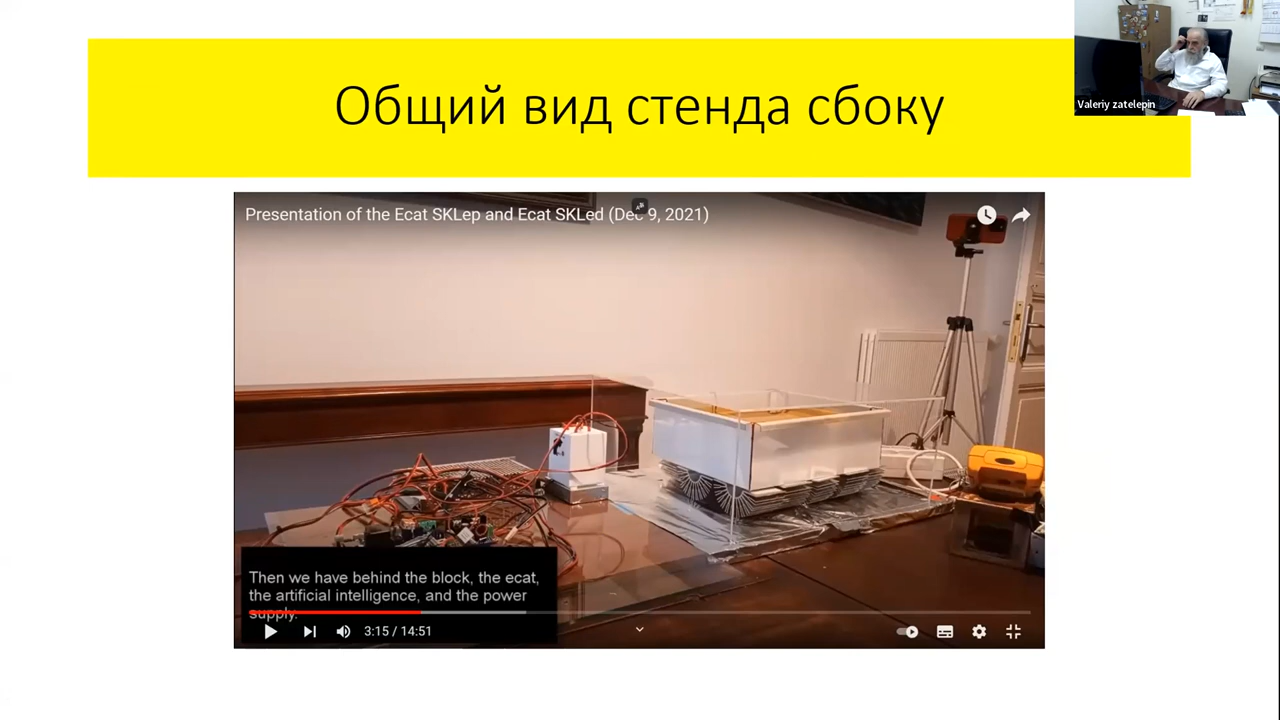 Общий вид стенда сбоку
Valeriy zatelepin
Presentation of the Ecat SKLep and Ecat SKLed (Dec 9, 2021)
Then we have behind the block, the ecat,
the artificial intelligence, and the power
supply.
3:15 / 14:51